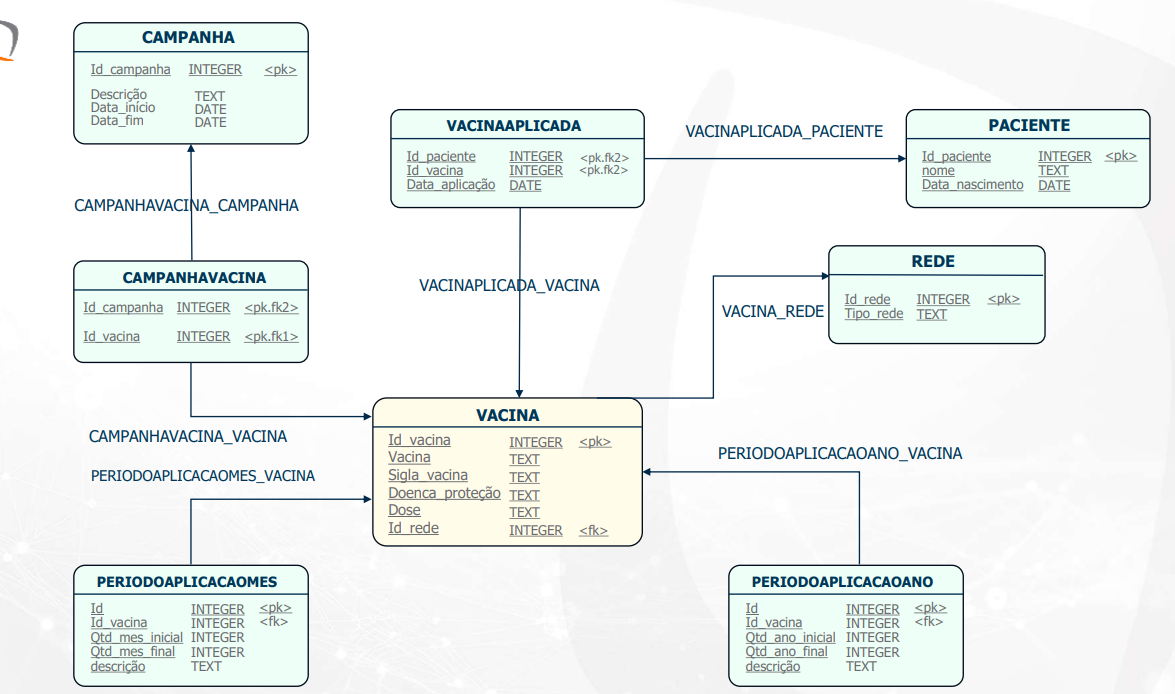 CAMPANHA
Id_campanha INTEGER <pk>
Descrição TEXT
Data_início DATE
Data_fim DATE
VACINAAPLICADA
Id_paciente INTEGER <pk.fk2>
Id_vacina INTEGER <pk.fk2>
Data_aplicação DATE
VACINAPLICADA_PACIENTE
PACIENTE
Id_paciente INTEGER <pk>
nome TEXT
Data_nascimento DATE
CAMPANHAVACINA_CAMPANHA
CAMPANHAVACINA
Id_campanha INTEGER <pk.fk2>
Id_vacina INTEGER <pk.fk1>
VACINAPLICADA_VACINA
REDE
Id_rede INTEGER <pk>
Tipo_rede TEXT
VACINA_REDE
VACINA
Id_vacina INTEGER <pk>
Vacina TEXT
Sigla_vacina TEXT
Doenca_proteção TEXT
Dose TEXT
Id_rede INTEGER <fk>
CAMPANHAVACINA_VACINA
PERIODOAPLICACAOMES_VACINA
PERIODOAPLICACAOANO_VACINA
PERIODOAPLICACAOMES
Id INTEGER <pk>
Id_vacina INTEGER <fk>
Qtd_mes_inicial INTEGER
Qtd_mes_final INTEGER
descrição TEXT
PERIODOAPLICACAOANO
Id INTEGER <pk>
Id_vacina INTEGER <fk>
Qtd_ano_inicial INTEGER
Qtd_ano_final INTEGER
descrição TEXT